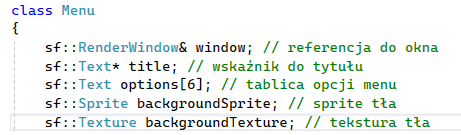 class Menu
{
sf::RenderWindow& window; // referencja do okna
sf::Text* title; // wskaźnik do tytułu
sf::Text options[6]; // tablica opcji menu
sf::Sprite backgroundSprite; // sprite tła
sf::Texture backgroundTexture; // tekstura tła